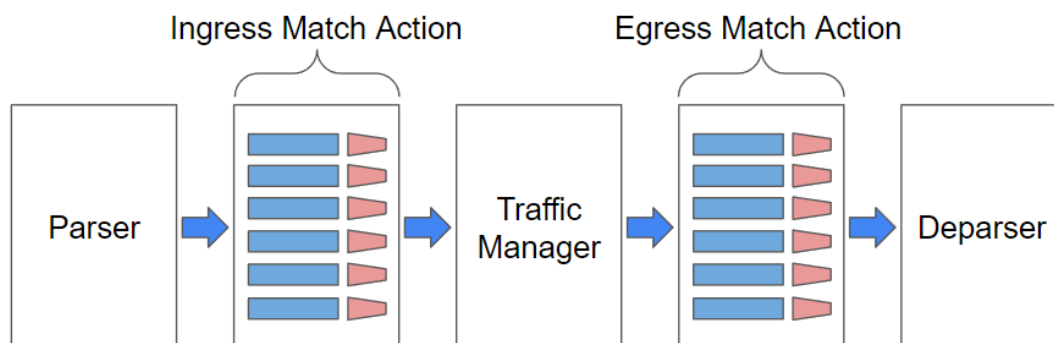 Ingress Match Action
Egress Match Action
Parser
Traffic
Manager
Deparser